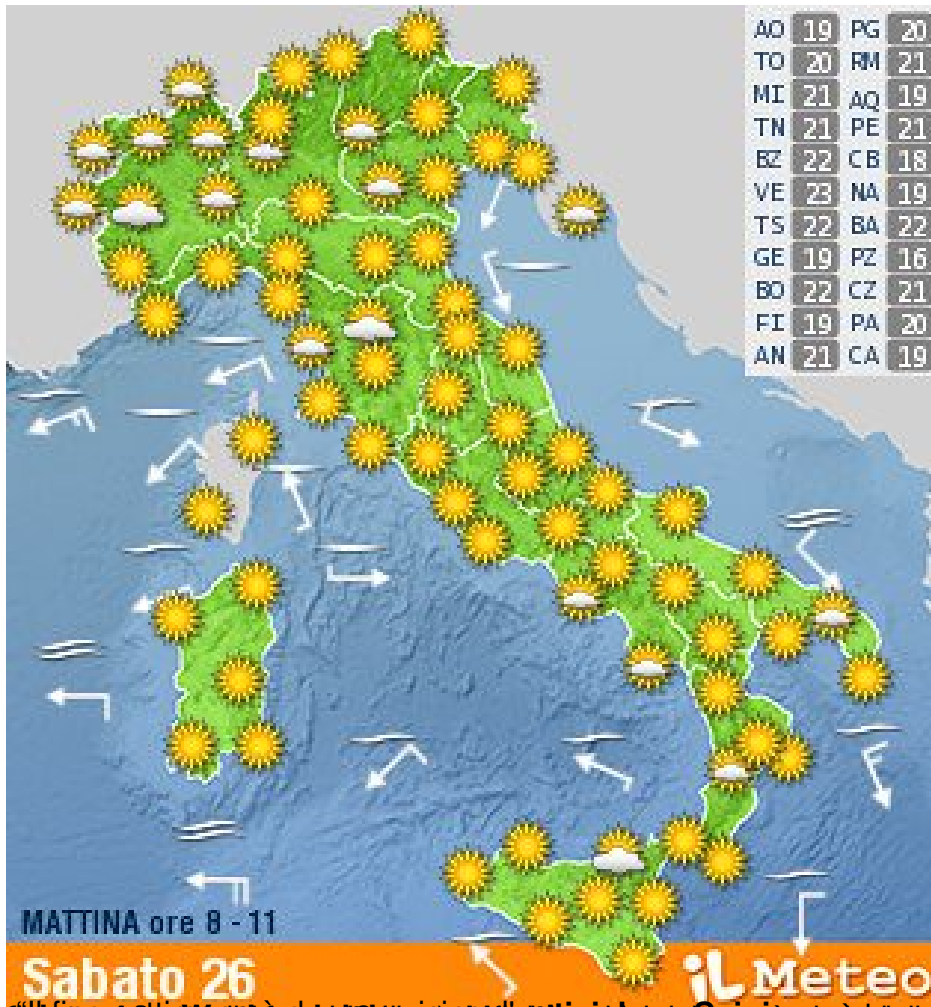 AO 19 PG 20
TO 20 RM 21
MI 21 AQ 19
TN 21 PE 21
BZ 22 CB 18
VE 23 NA 19
TS 22 BA 22
GE 19 PZ 16
BO 22 CZ 21
FI 19 PA 20
AN 21 CA 19
MATTINA ore 8 - 11
Sabato 26
iL Meteo